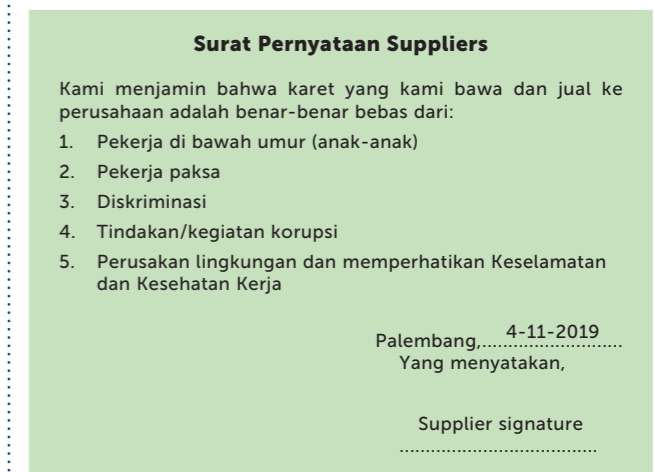 Surat Pernyataan Suppliers
Kami menjamin bahwa karet yang kami bawa dan jual ke
perusahaan adalah benar-benar bebas dari:
1. Pekerja di bawah umur (anak-anak)
2. Pekerja paksa
3. Diskriminasi
4. Tindakan/kegiatan korupsi
5. Perusakan lingkungan dan memperhatikan Keselamatan
dan Kesehatan Kerja
Palembang,....4-11-2019....
Yang menyatakan,
Supplier signature
......................................